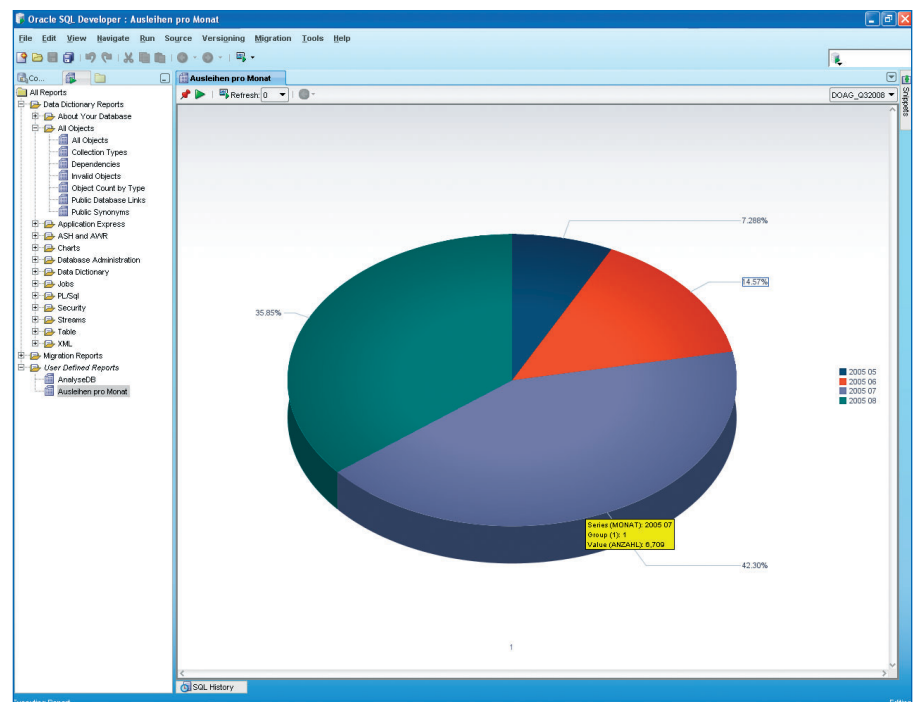 Oracle SQL Developer : Ausleihen pro Monat
File Edit View Navigate Run Source Versioning Migration Tools Help
Co...
Ausleihen pro Monat
All Reports
Refresh: 0
DOAG_Q32008
Snippets
Data Dictionary Reports
About Your Database
All Objects
All Objects
Collection Types
Dependencies
Invalid Objects
Object Count by Type
Public Database Links
Public Synonyms
Application Express
ASH and AWR
Charts
Database Administration
Data Dictionary
Jobs
PL/Sql
Security
Streams
Table
XML
Migration Reports
User Defined Reports
AnalyseDB
Ausleihen pro Monat
7.288%
14.57%
35.85%
2005 05
2005 06
2005 07
2005 08
Series (MONAT): 2005 07
Group (1): 1
Value (ANZAHL): 6,709
42.30%
1
SQL History